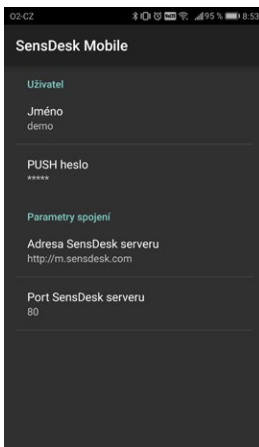 O2-CZ 95 % 8:53
SensDesk Mobile
Uživatel
Jméno
demo
PUSH heslo
*****
Parametry spojení
Adresa SensDesk serveru
http://m.sensdesk.com
Port SensDesk serveru
80